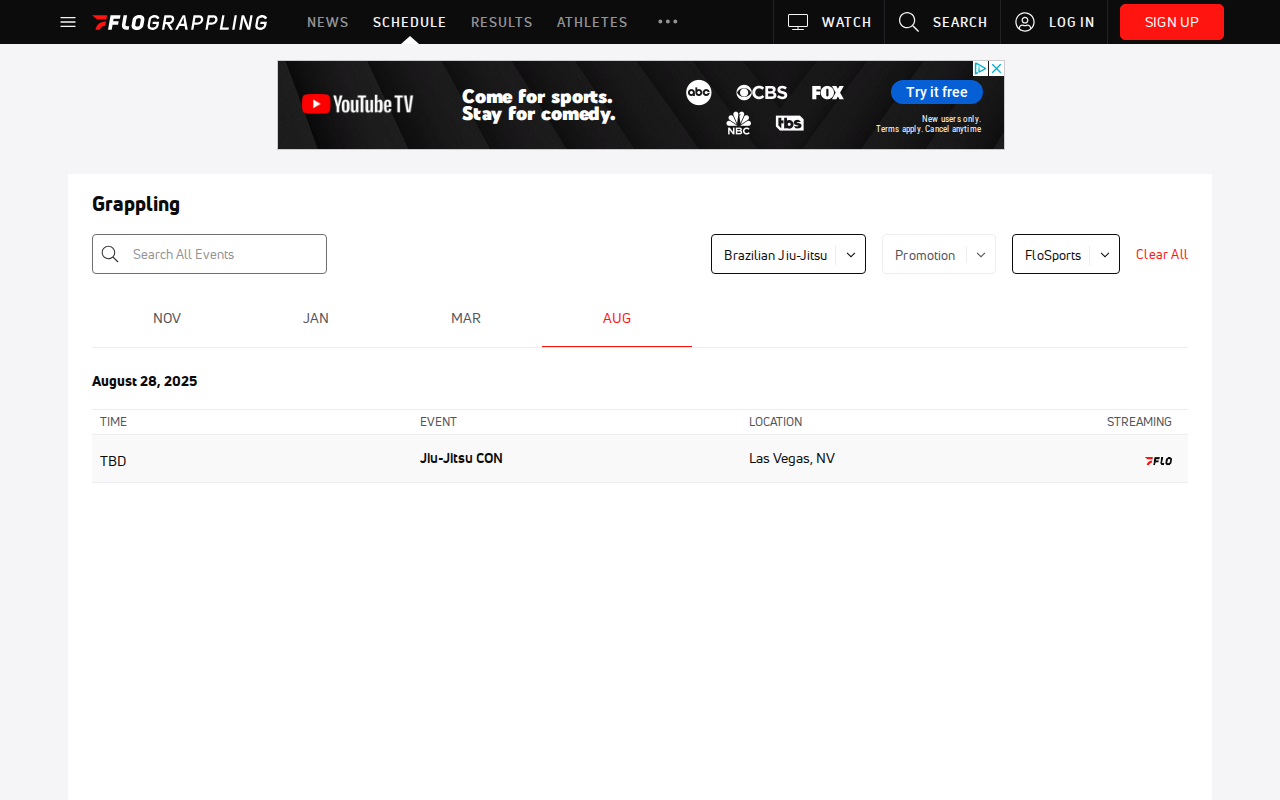 FLOGRAPPLING
NEWS
SCHEDULE
RESULTS
ATHLETES
WATCH
SEARCH
LOG IN
SIGN UP
YouTube TV
Come for sports.
Stay for comedy.
abc
CBS
FOX
NBC
tbs
Try it free
New users only.
Terms apply. Cancel anytime
Grappling
Search All Events
Brazilian Jiu-Jitsu
Promotion
FloSports
Clear All
NOV
JAN
MAR
AUG
August 28, 2025
TIME
EVENT
LOCATION
STREAMING
TBD
Jiu-Jitsu CON
Las Vegas, NV
FLO